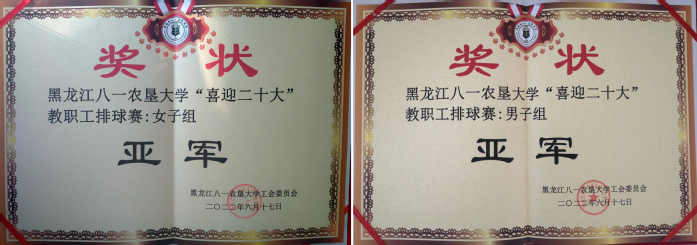 奖状
黑龙江八一农垦大学“喜迎二十大”
教职工排球赛:女子组
亚军
黑龙江八一农垦大学工会委员会
二〇二二年六月十七日
奖状
黑龙江八一农垦大学“喜迎二十大”
教职工排球赛:男子组
亚军
黑龙江八一农垦大学工会委员会
二〇二二年六月十七日